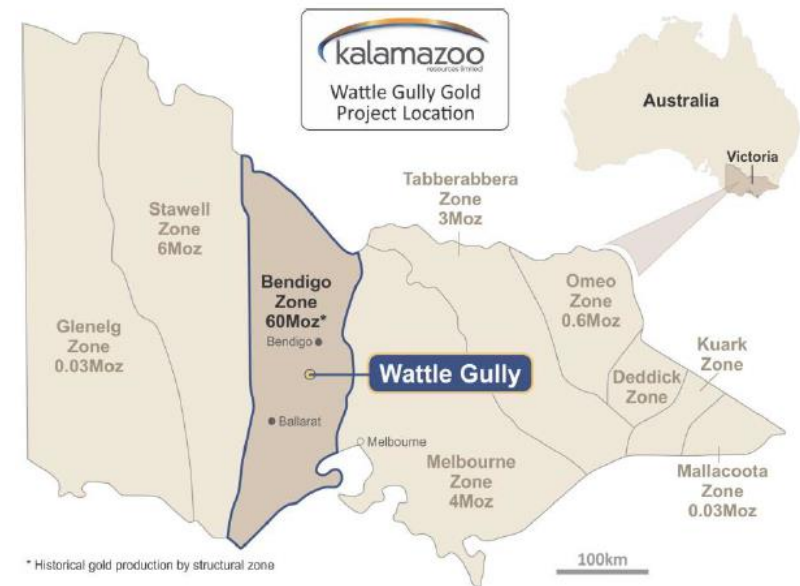 kalamazoo
resources limited
Wattle Gully Gold
Project Location
Australia
Victoria
Tabberabbera
Zone
3Moz
Stawell
Zone
6Moz
Omeo
Zone
0.6Moz
Bendigo
Zone
60Moz*
Glenelg
Zone
0.03Moz
Bendigo
Kuark
Zone
Wattle Gully
Deddick
Zone
Ballarat
Melbourne
Melbourne
Zone
4Moz
Mallacoota
Zone
0.03Moz
* Historical gold production by structural zone
100km